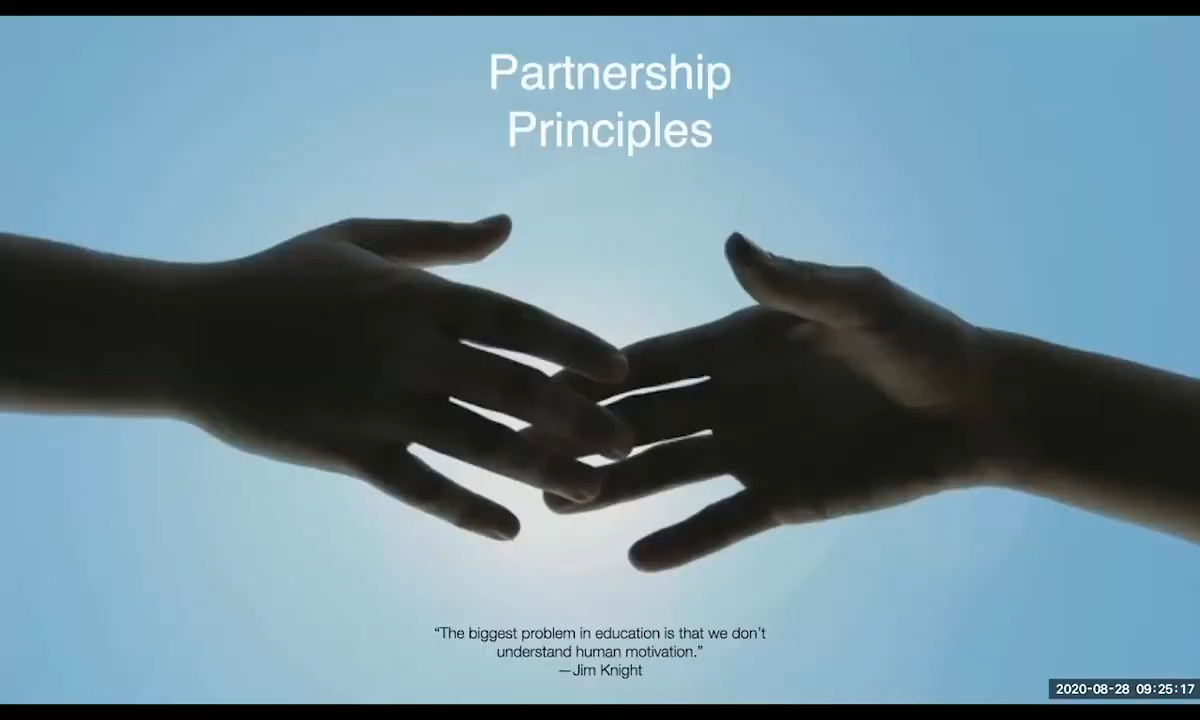 Partnership
Principles
“The biggest problem in education is that we don’t
understand human motivation.”
—Jim Knight
2020-08-28 09:25:17